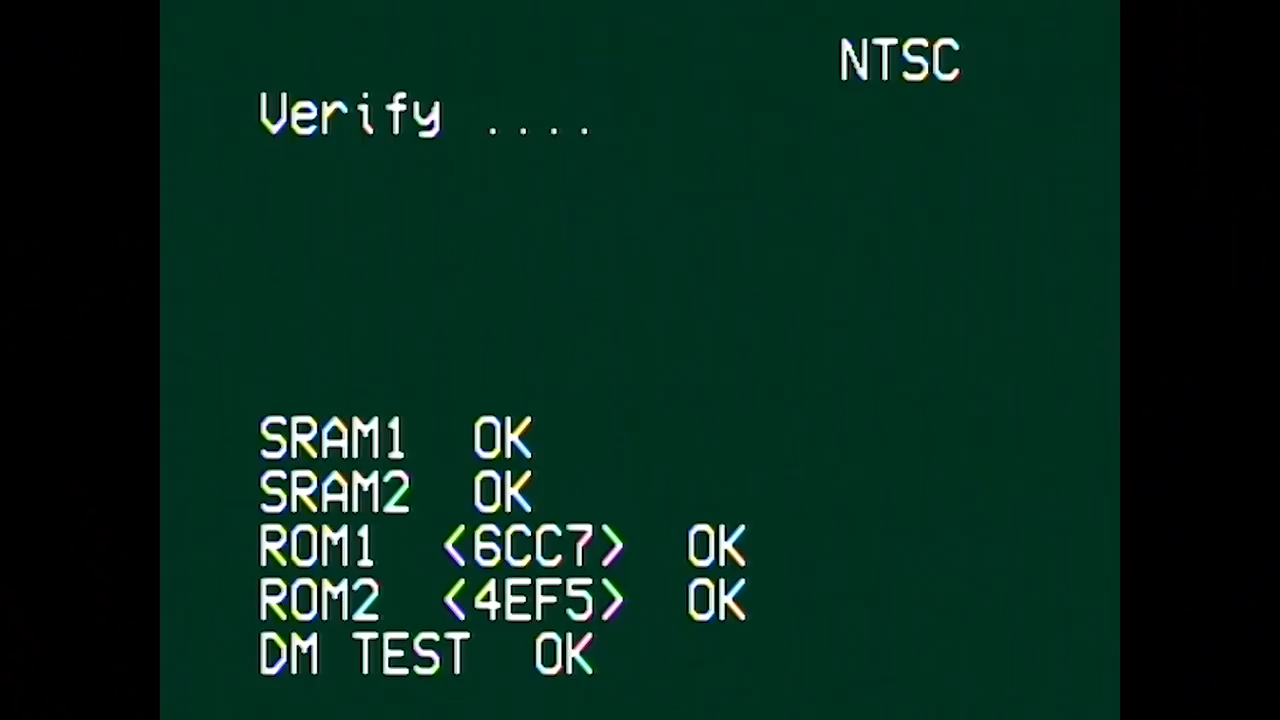 NTSC
Verify ....
SRAM1 OK
SRAM2 OK
ROM1 <6CC7> OK
ROM2 <4EF5> OK
DM TEST OK